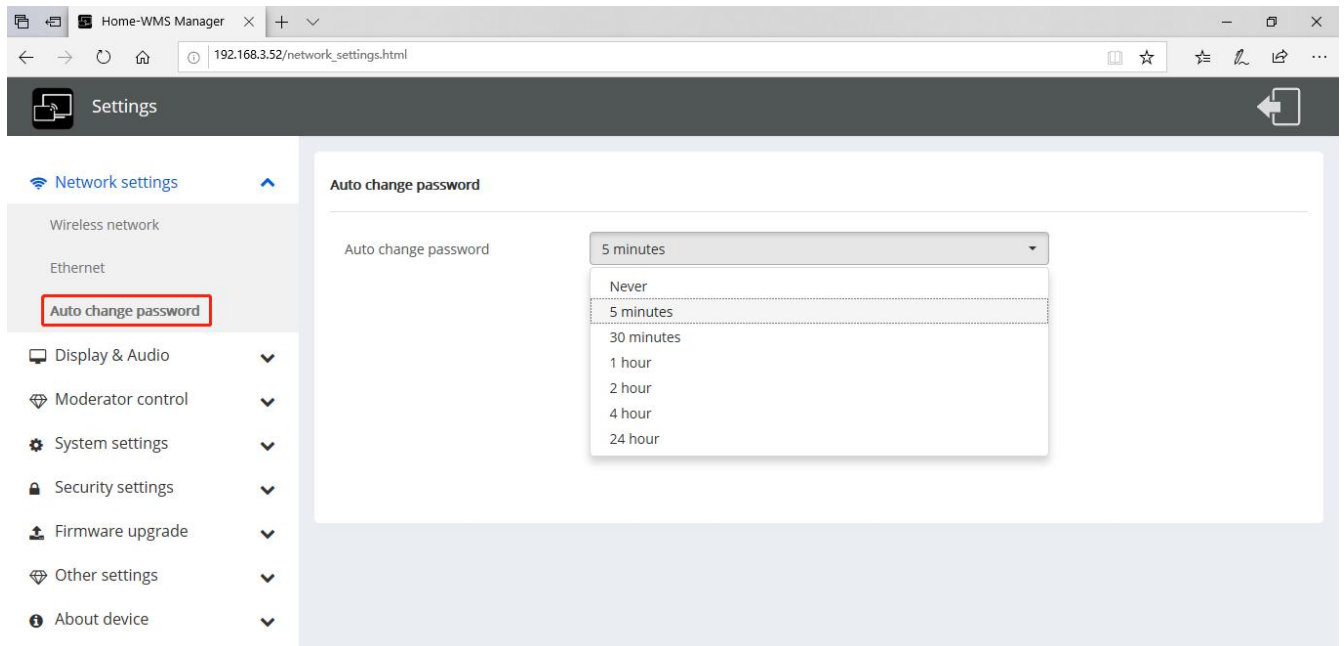 Home-WMS Manager
192.168.3.52/network_settings.html
Settings
Network settings
Wireless network
Ethernet
Auto change password
Display & Audio
Moderator control
System settings
Security settings
Firmware upgrade
Other settings
About device
Auto change password
Auto change password
5 minutes
Never
5 minutes
30 minutes
1 hour
2 hour
4 hour
24 hour